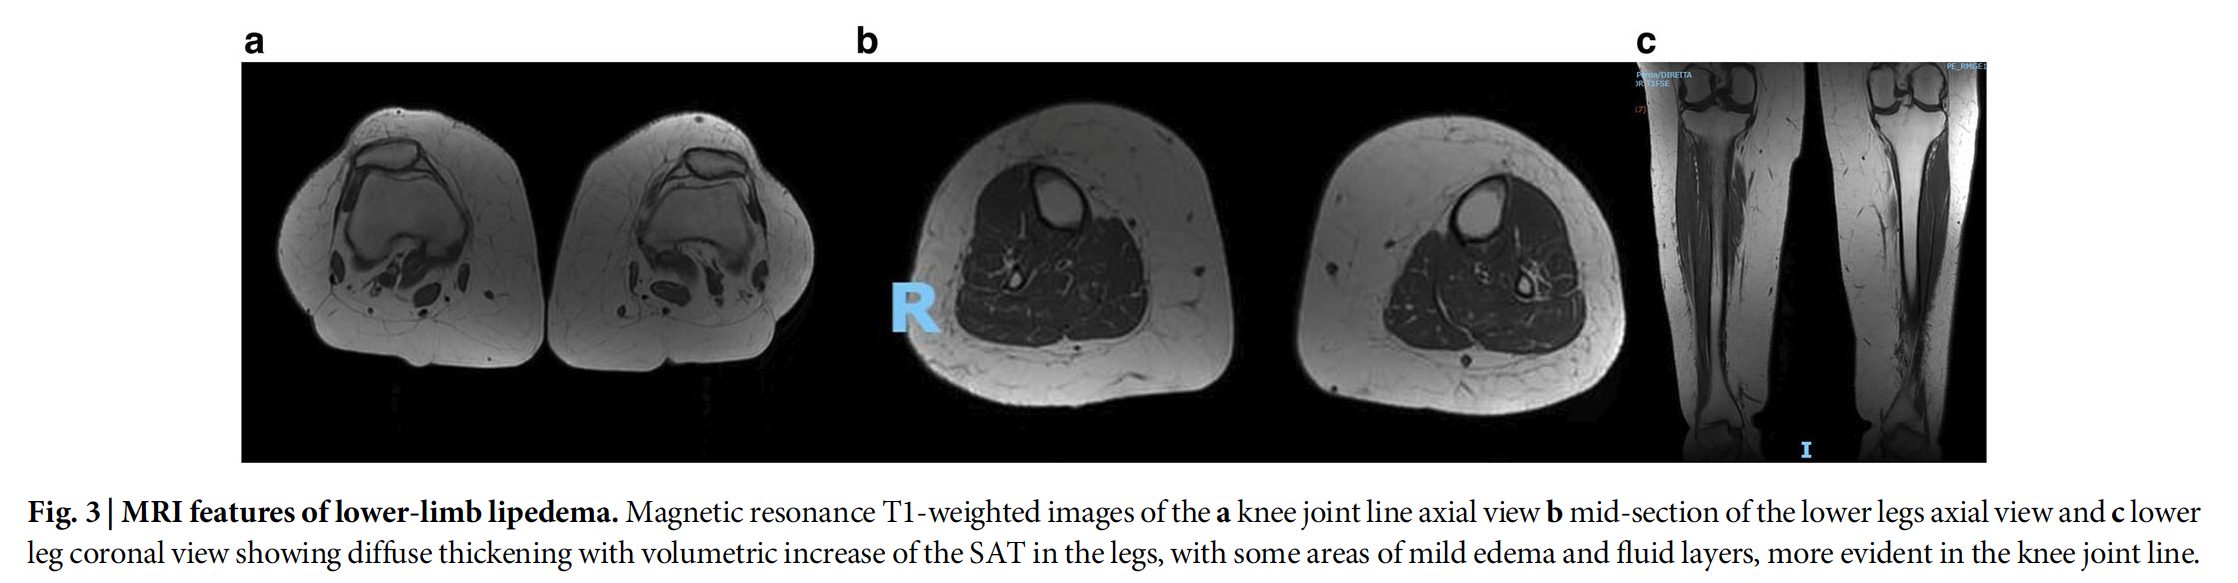 a b c
Perna/DIREITA
PE_RMGE
R
I
Fig. 3 | MRI features of lower-limb lipedema. Magnetic resonance T1-weighted images of the a knee joint line axial view b mid-section of the lower legs axial view and c lower
leg coronal view showing diffuse thickening with volumetric increase of the SAT in the legs, with some areas of mild edema and fluid layers, more evident in the knee joint line.